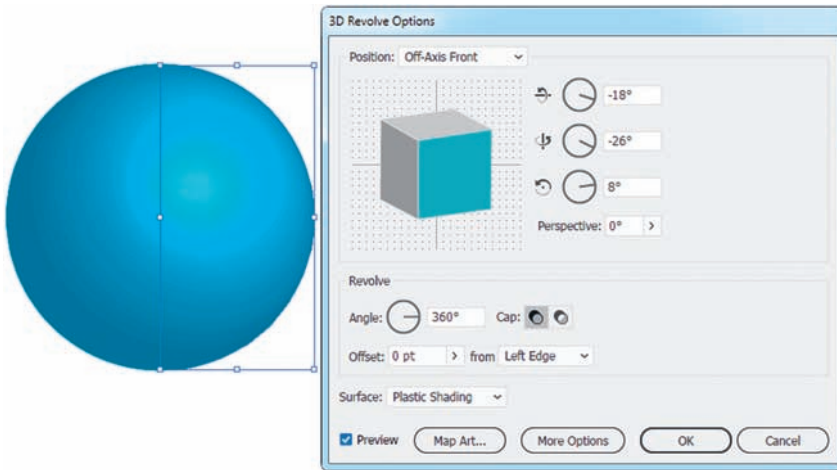 3D Revolve Options
Position: Off-Axis Front
-18°
-26°
8°
Perspective: 0°
Revolve
Angle: 360° Cap:
Offset: 0 pt from Left Edge
Surface: Plastic Shading
Preview Map Art... More Options OK Cancel